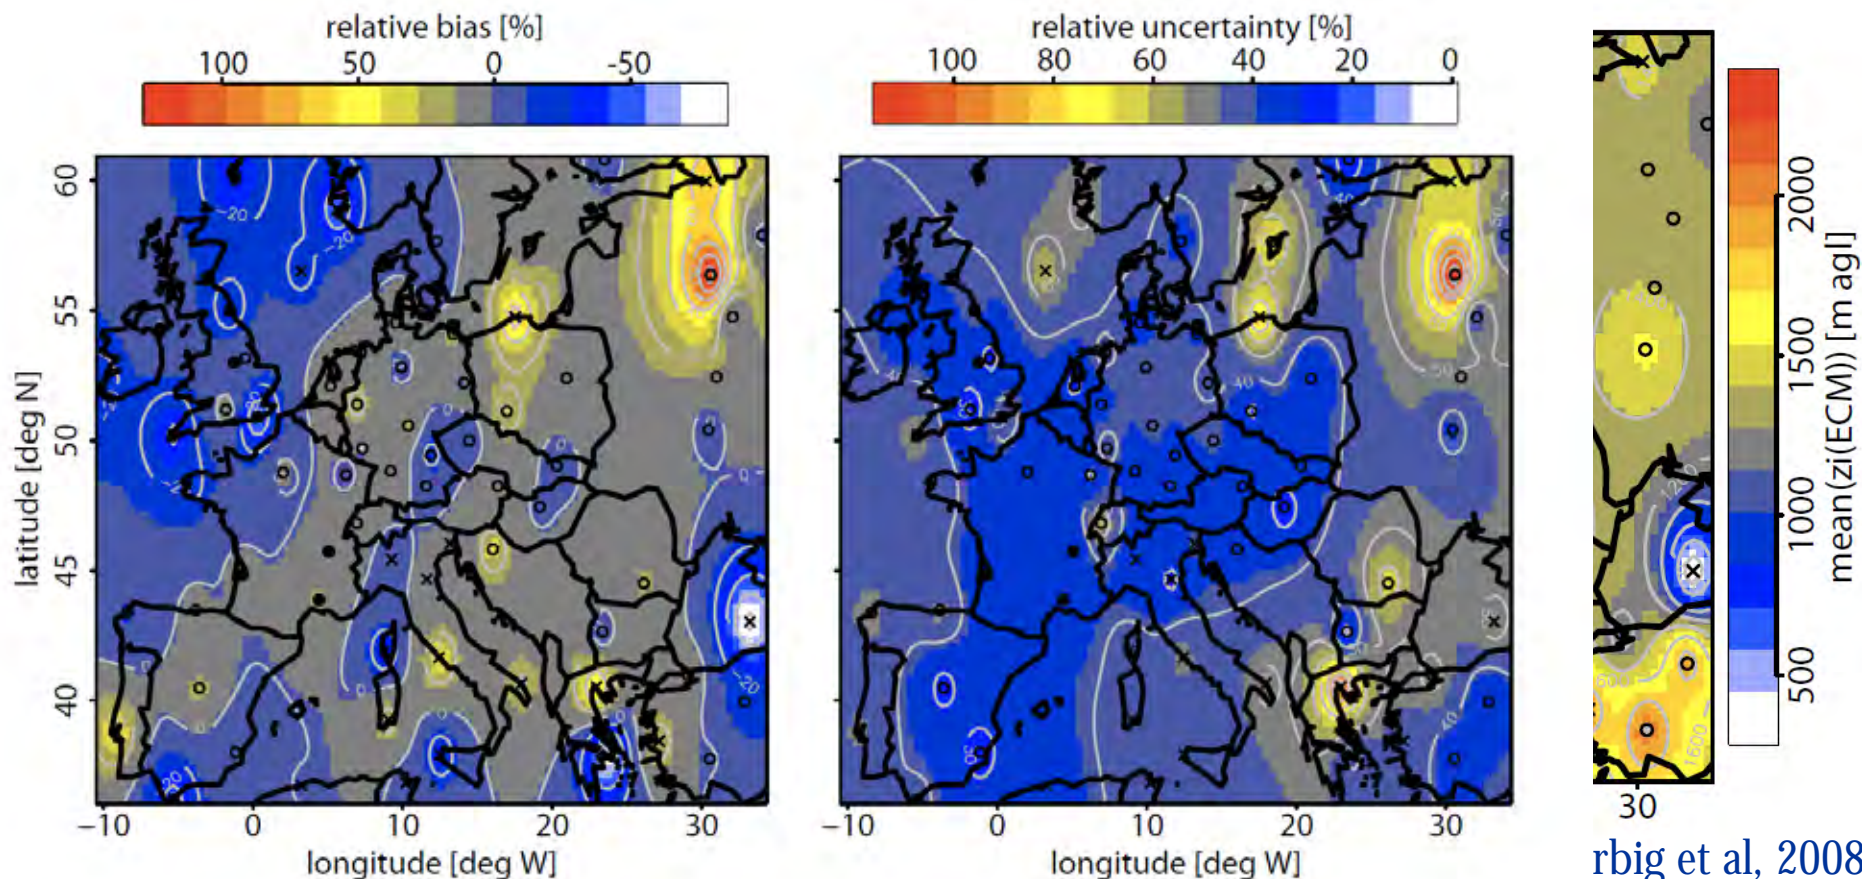 relative bias [%]
100 50 0 -50
relative uncertainty [%]
100 80 60 40 20 0
60
55
50
45
40
latitude [deg N]
-10 0 10 20 30
longitude [deg W]
-10 0 10 20 30
longitude [deg W]
30
2000
1500
1000
500
mean(zi(ECM)) [m agl]
rbig et al, 2008